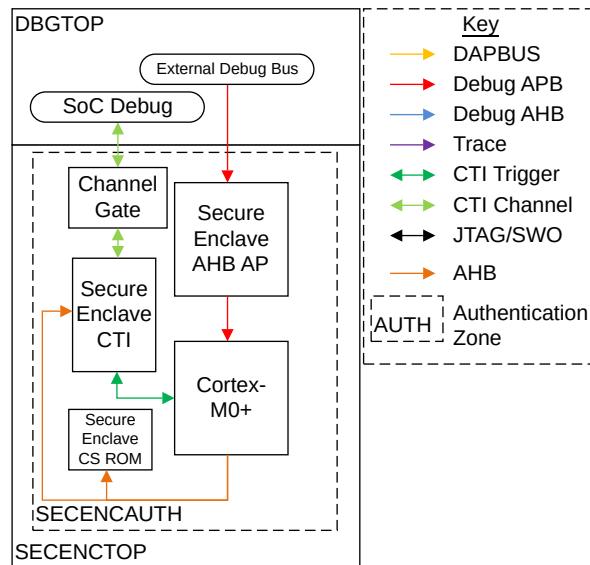 DBGTOP
External Debug Bus
SoC Debug
Channel
Gate
Secure
Enclave
AHB AP
Secure
Enclave
CTI
Cortex-
M0+
Secure
Enclave
CS ROM
SECENCAUTH
SECENCTOP
Key
DAPBUS
Debug APB
Debug AHB
Trace
CTI Trigger
CTI Channel
JTAG/SWO
AHB
AUTH
Authentication
Zone